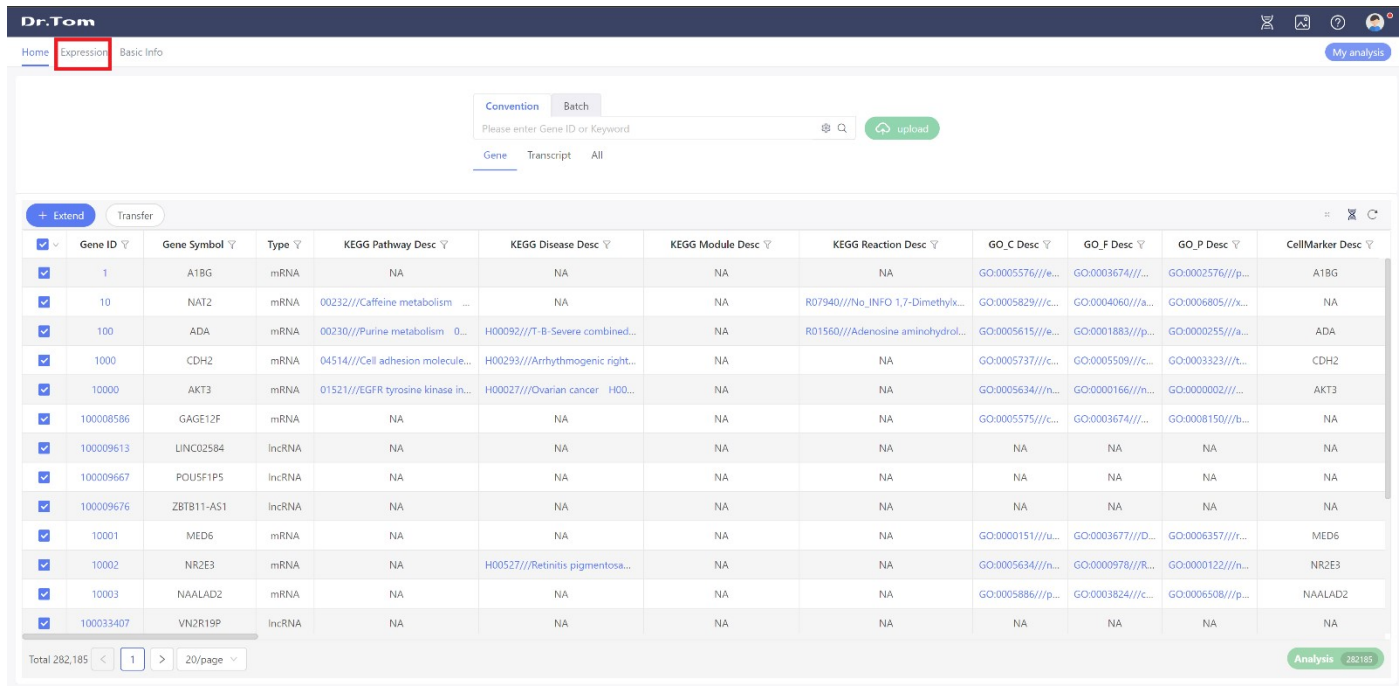 Dr.Tom
Home Expression Basic Info My analysis
Convention Batch
Please enter Gene ID or Keyword upload
Gene Transcript All
+ Extend Transfer
Gene ID Gene Symbol Type KEGG Pathway Desc KEGG Disease Desc KEGG Module Desc KEGG Reaction Desc GO_C Desc GO_F Desc GO_P Desc CellMarker Desc
1 A1BG mRNA NA NA NA NA GO:0005576///e... GO:0003674///... GO:0002576///p... A1BG
10 NAT2 mRNA 00232///Caffeine metabolism ... NA NA R07940///No_INFO 1,7-Dimethylx... GO:0005829///c... GO:0004060///a... GO:0006805///x... NA
100 ADA mRNA 00230///Purine metabolism 0... H00092///T-B-Severe combined... NA R01560///Adenosine aminohydrol... GO:0005615///e... GO:0001883///p... GO:0000255///a... ADA
1000 CDH2 mRNA 04514///Cell adhesion molecule... H00293///Arrhythmogenic right... NA NA GO:0005737///c... GO:0005509///c... GO:0003323///t... CDH2
10000 AKT3 mRNA 01521///EGFR tyrosine kinase in... H00027///Ovarian cancer H00... NA NA GO:0005634///n... GO:0000166///n... GO:0000002///... AKT3
100008586 GAGE12F mRNA NA NA NA NA GO:0005575///c... GO:0003674///... GO:0008150///b... NA
100009613 LINC02584 lncRNA NA NA NA NA NA NA NA NA
100009667 POU5F1P5 lncRNA NA NA NA NA NA NA NA NA
100009676 ZBTB11-AS1 lncRNA NA NA NA NA NA NA NA NA
10001 MED6 mRNA NA NA NA NA GO:0000151///u... GO:0003677///D... GO:0006357///r... MED6
10002 NR2E3 mRNA NA H00527///Retinitis pigmentosa... NA NA GO:0005634///n... GO:0000978///R... GO:0000122///n... NR2E3
10003 NAALAD2 mRNA NA NA NA NA GO:0005886///p... GO:0003824///c... GO:0006508///p... NAALAD2
100033407 VN2R19P lncRNA NA NA NA NA NA NA NA NA
Total 282,185 < 1 > 20/page Analysis 282185